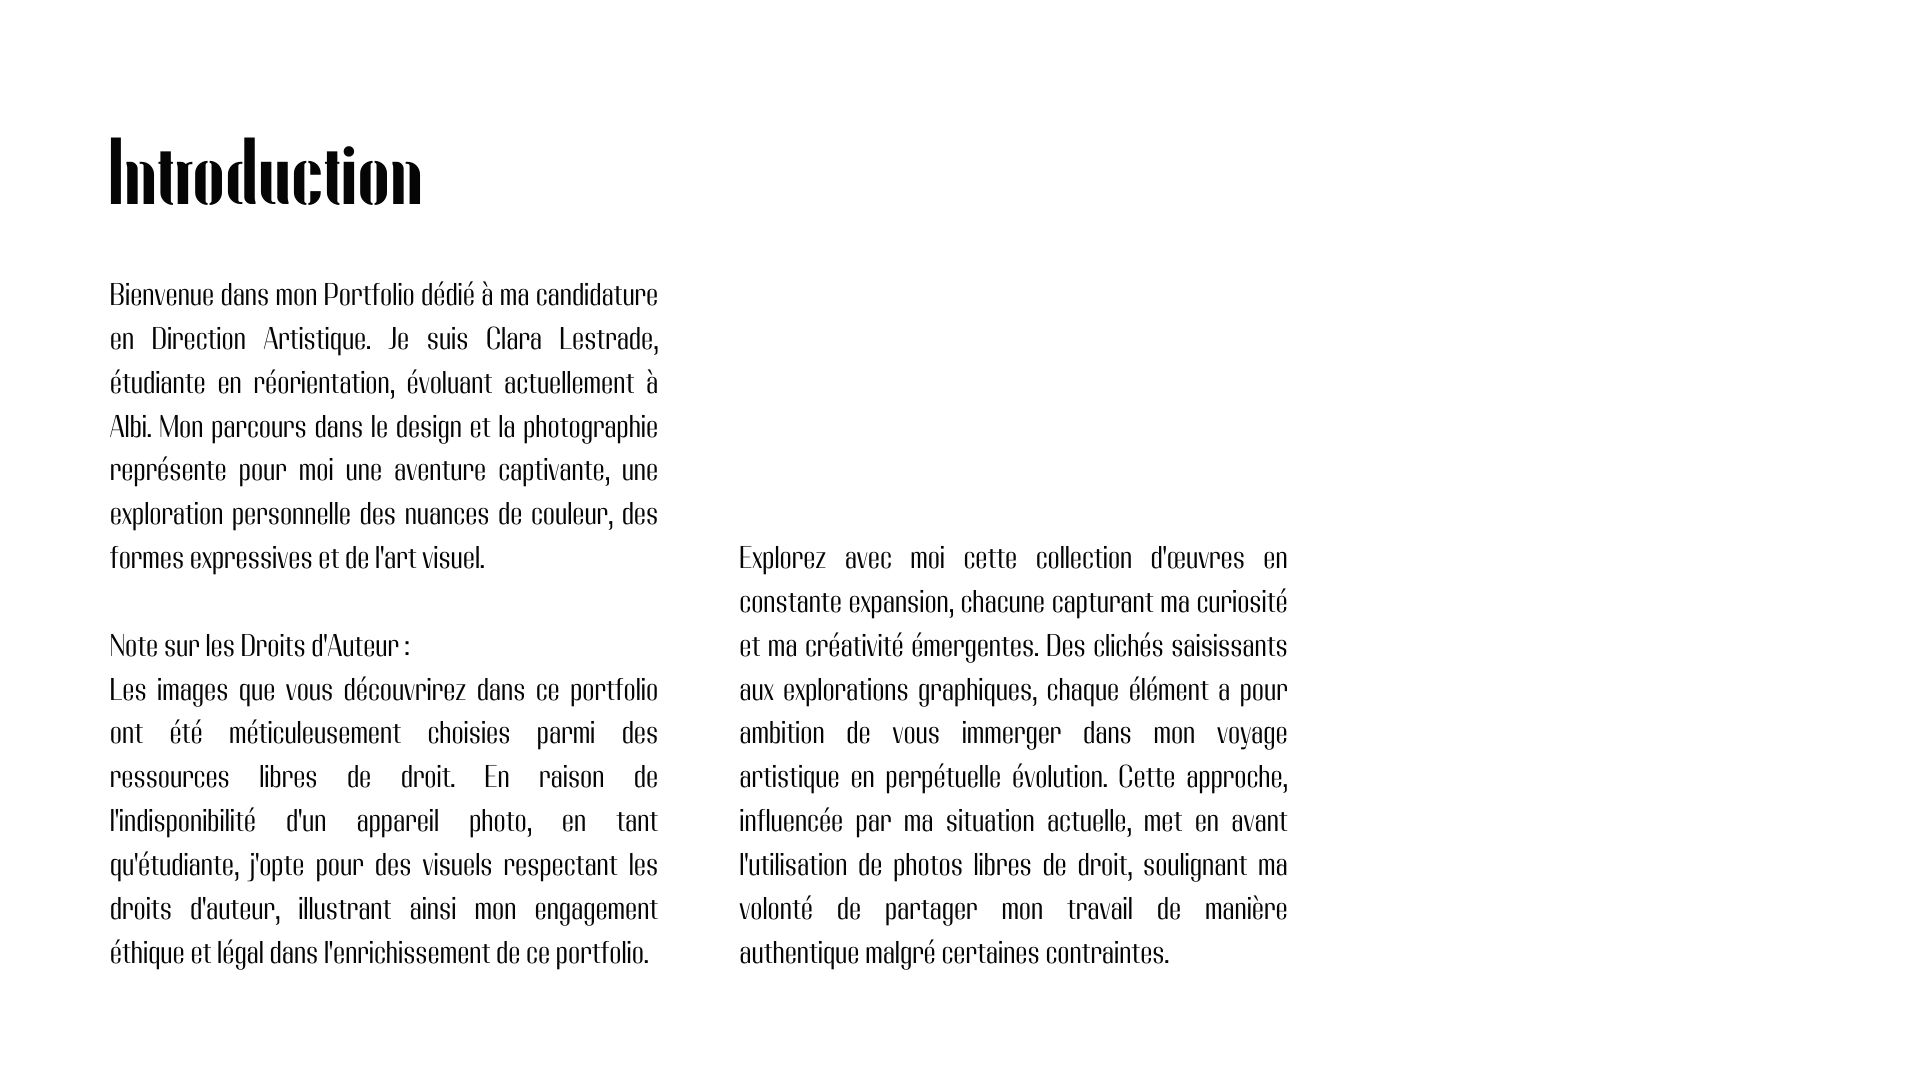 Introduction
Bienvenue dans mon Portfolio dédié à ma candidature
en Direction Artistique. Je suis Clara Lestrade,
étudiante en réorientation, évoluant actuellement à
Albi. Mon parcours dans le design et la photographie
représente pour moi une aventure captivante, une
exploration personnelle des nuances de couleur, des
formes expressives et de l'art visuel.
Note sur les Droits d'Auteur :
Les images que vous découvrirez dans ce portfolio
ont été méticuleusement choisies parmi des
ressources libres de droit. En raison de
l'indisponibilité d'un appareil photo, en tant
qu'étudiante, j'opte pour des visuels respectant les
droits d'auteur, illustrant ainsi mon engagement
éthique et légal dans l'enrichissement de ce portfolio.
Explorez avec moi cette collection d'œuvres en
constante expansion, chacune capturant ma curiosité
et ma créativité émergentes. Des clichés saisissants
aux explorations graphiques, chaque élément a pour
ambition de vous immerger dans mon voyage
artistique en perpétuelle évolution. Cette approche,
influencée par ma situation actuelle, met en avant
l'utilisation de photos libres de droit, soulignant ma
volonté de partager mon travail de manière
authentique malgré certaines contraintes.